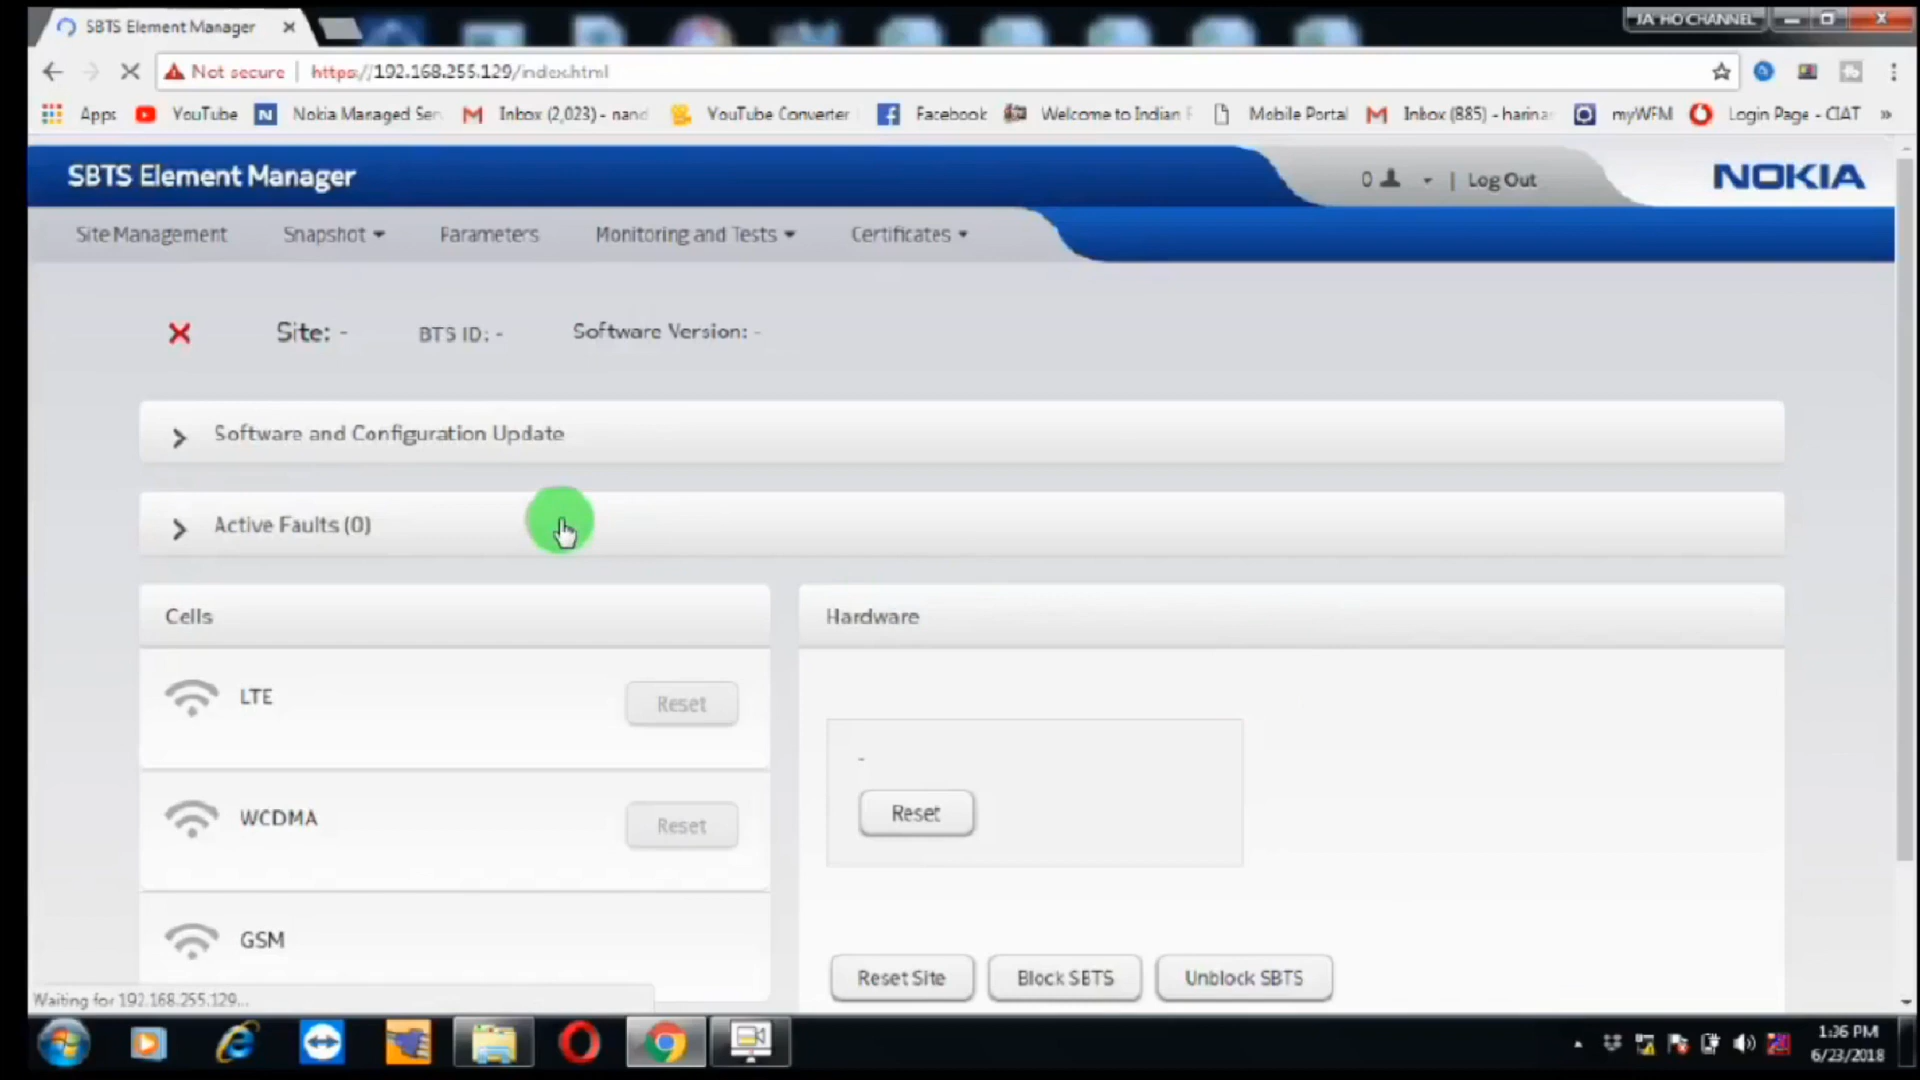 SBTS Element Manager
JA HO CHANNEL
Not secure https://192.168.255.129/index.html
Apps YouTube Nokia Managed Ser Inbox (2,023) - nand YouTube Converter Facebook Welcome to Indian Mobile Portal Inbox (885) - harina myWFM Login Page - CIAT »
SBTS Element Manager
0 | Log Out
NOKIA
Site Management Snapshot Parameters Monitoring and Tests Certificates
Site: - BTS ID: - Software Version: -
Software and Configuration Update
Active Faults (0)
Cells
Hardware
LTE Reset
-
Reset
WCDMA Reset
GSM
Reset Site Block SBTS Unblock SBTS
Waiting for 192.168.255.129...
1:36 PM
6/23/2018